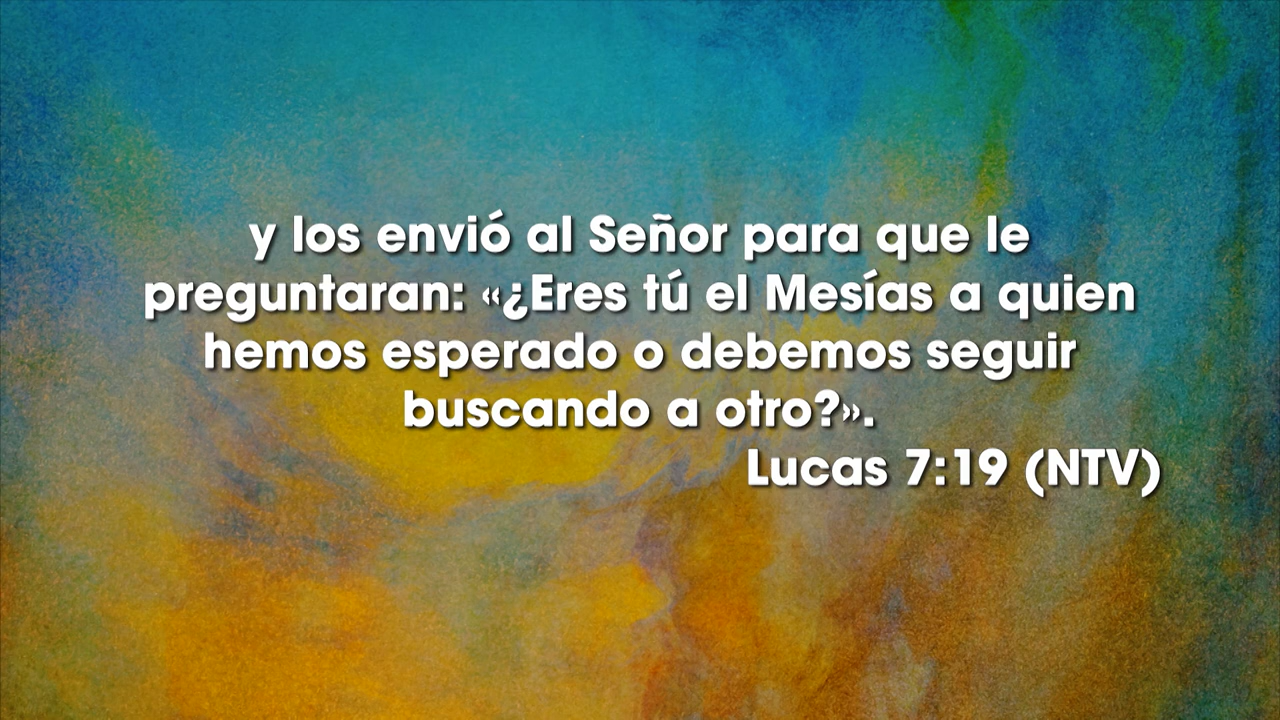 y los envió al Señor para que le
preguntaran: «¿Eres tú el Mesías a quien
hemos esperado o debemos seguir
buscando a otro?».
Lucas 7:19 (NTV)